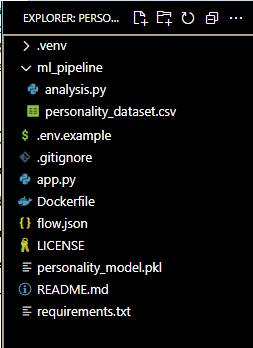 EXPLORER: PERSO...
.venv
ml_pipeline
analysis.py
personality_dataset.csv
.env.example
.gitignore
app.py
Dockerfile
flow.json
LICENSE
personality_model.pkl
README.md
requirements.txt